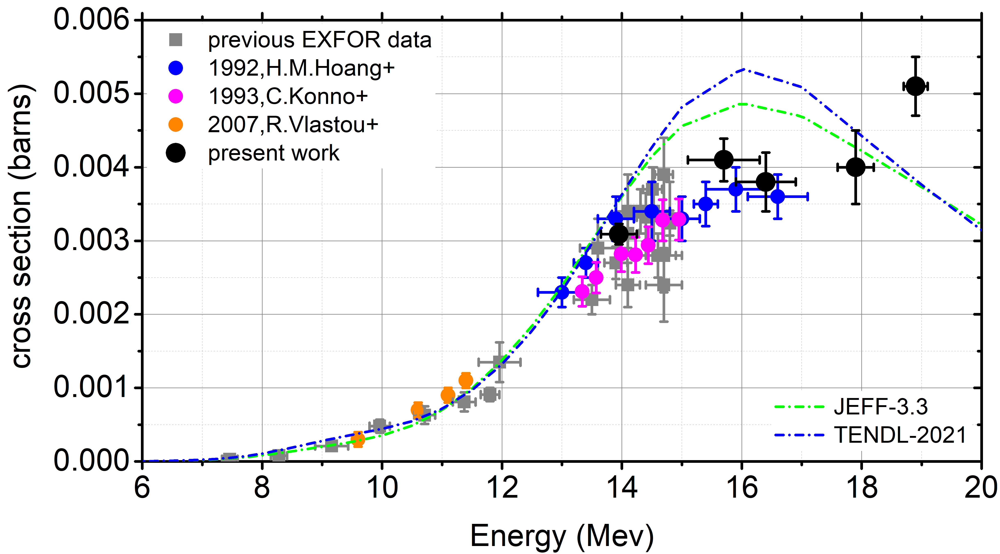 0.006
0.005
0.004
0.003
0.002
0.001
0.000
cross section (barns)
previous EXFOR data
1992,H.M.Hoang+
1993,C.Konno+
2007,R.Vlastou+
present work
JEFF-3.3
TENDL-2021
6 8 10 12 14 16 18 20
Energy (Mev)